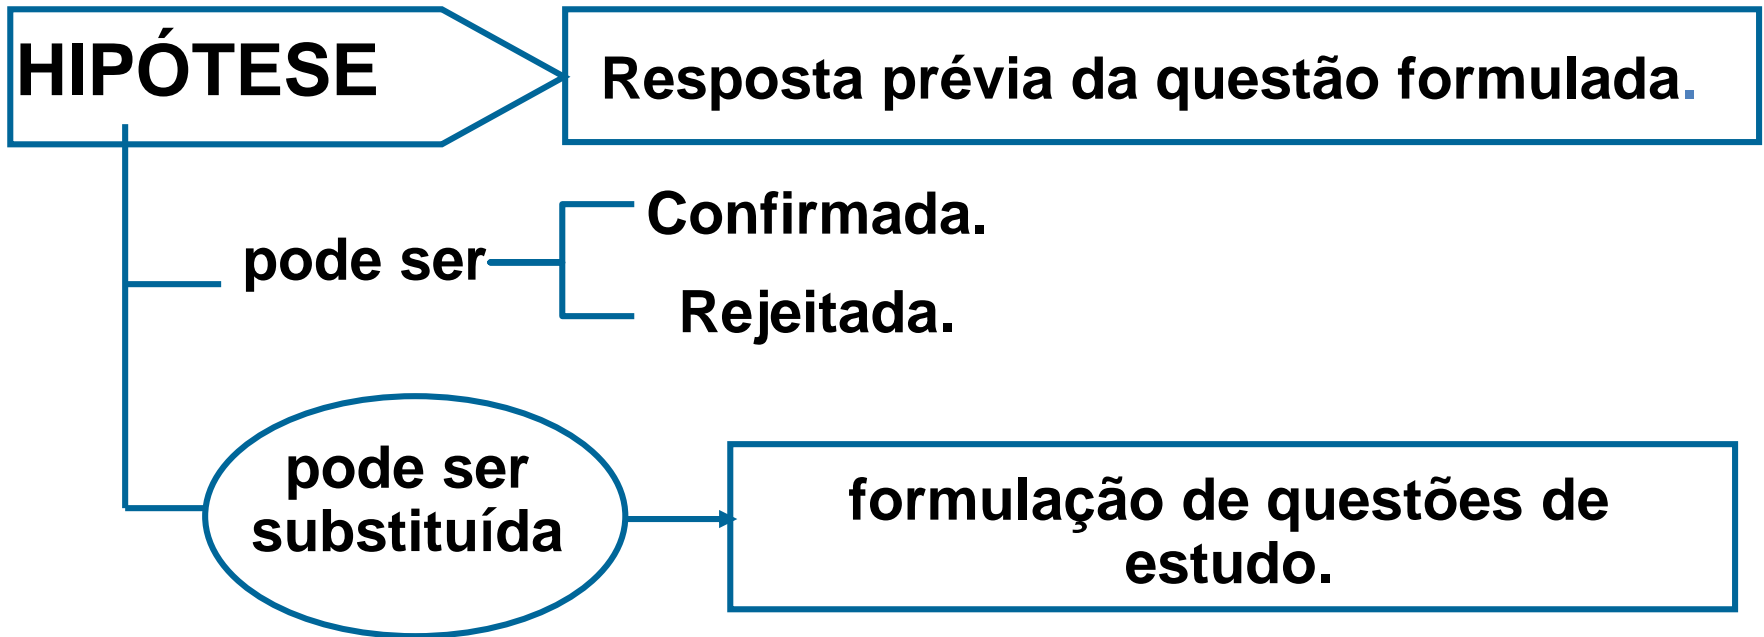 HIPÓTESE
Resposta prévia da questão formulada.
pode ser
Confirmada.
Rejeitada.
pode ser
substituída
formulação de questões de
estudo.